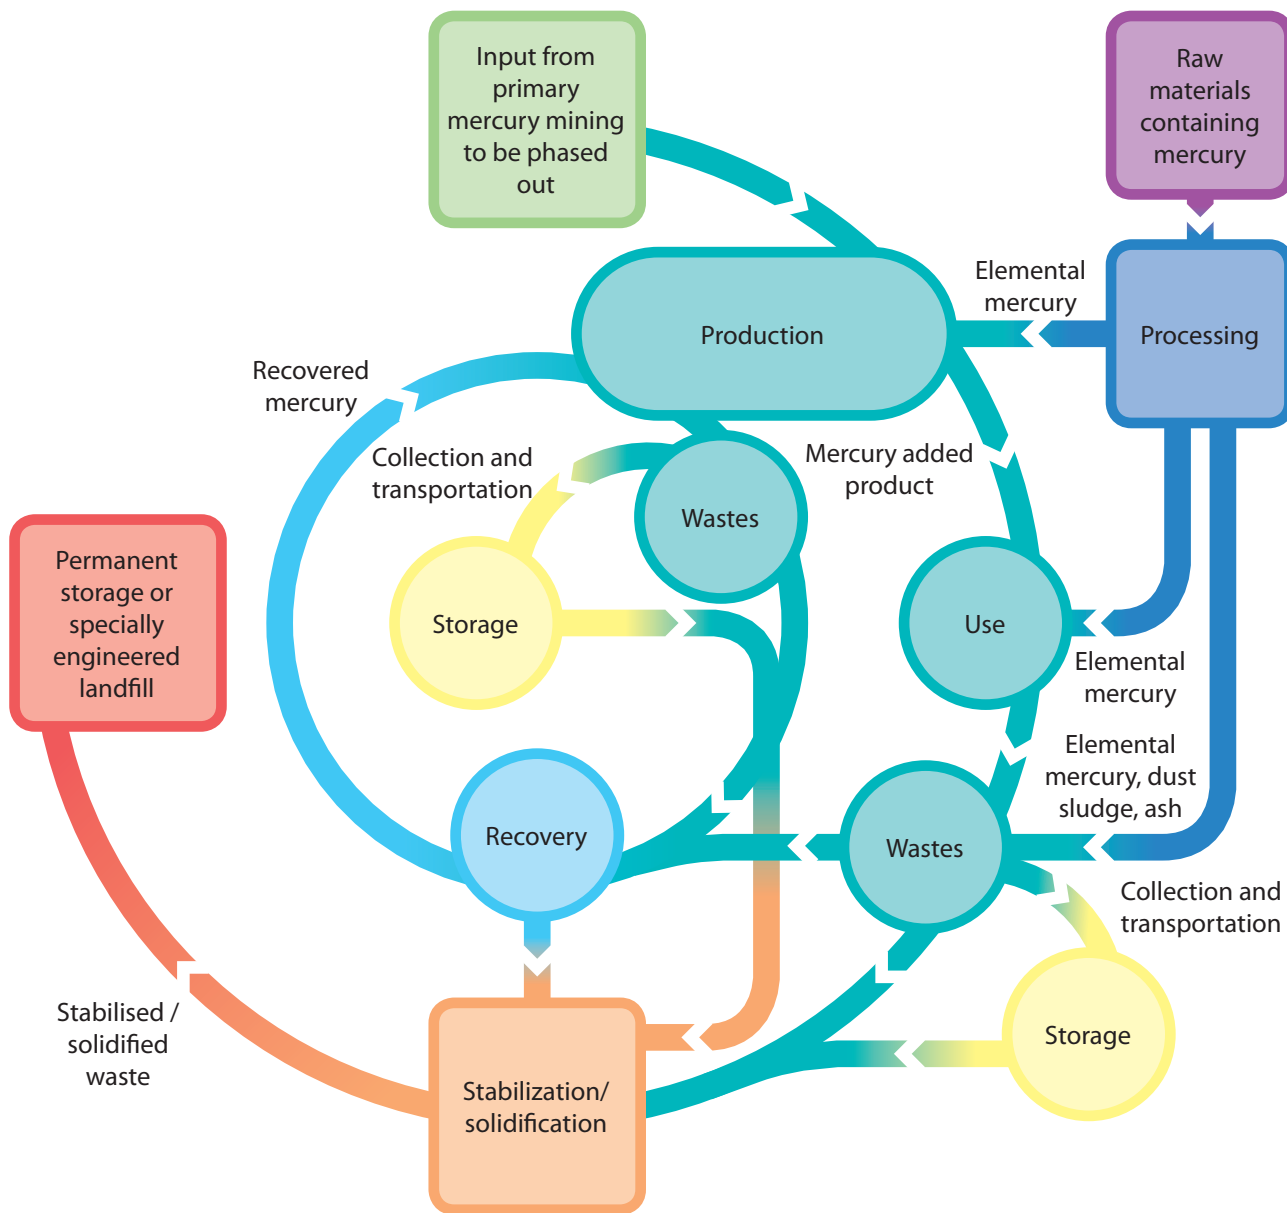 Input from
primary
mercury mining
to be phased
out
Raw
materials
containing
mercury
Elemental
mercury
Production
Processing
Recovered
mercury
Collection and
transportation
Mercury added
product
Wastes
Permanent
storage or
specially
engineered
landfill
Storage
Use
Elemental
mercury
Elemental
mercury, dust
sludge, ash
Recovery
Wastes
Collection and
transportation
Stabilised /
solidified
waste
Storage
Stabilization/
solidification